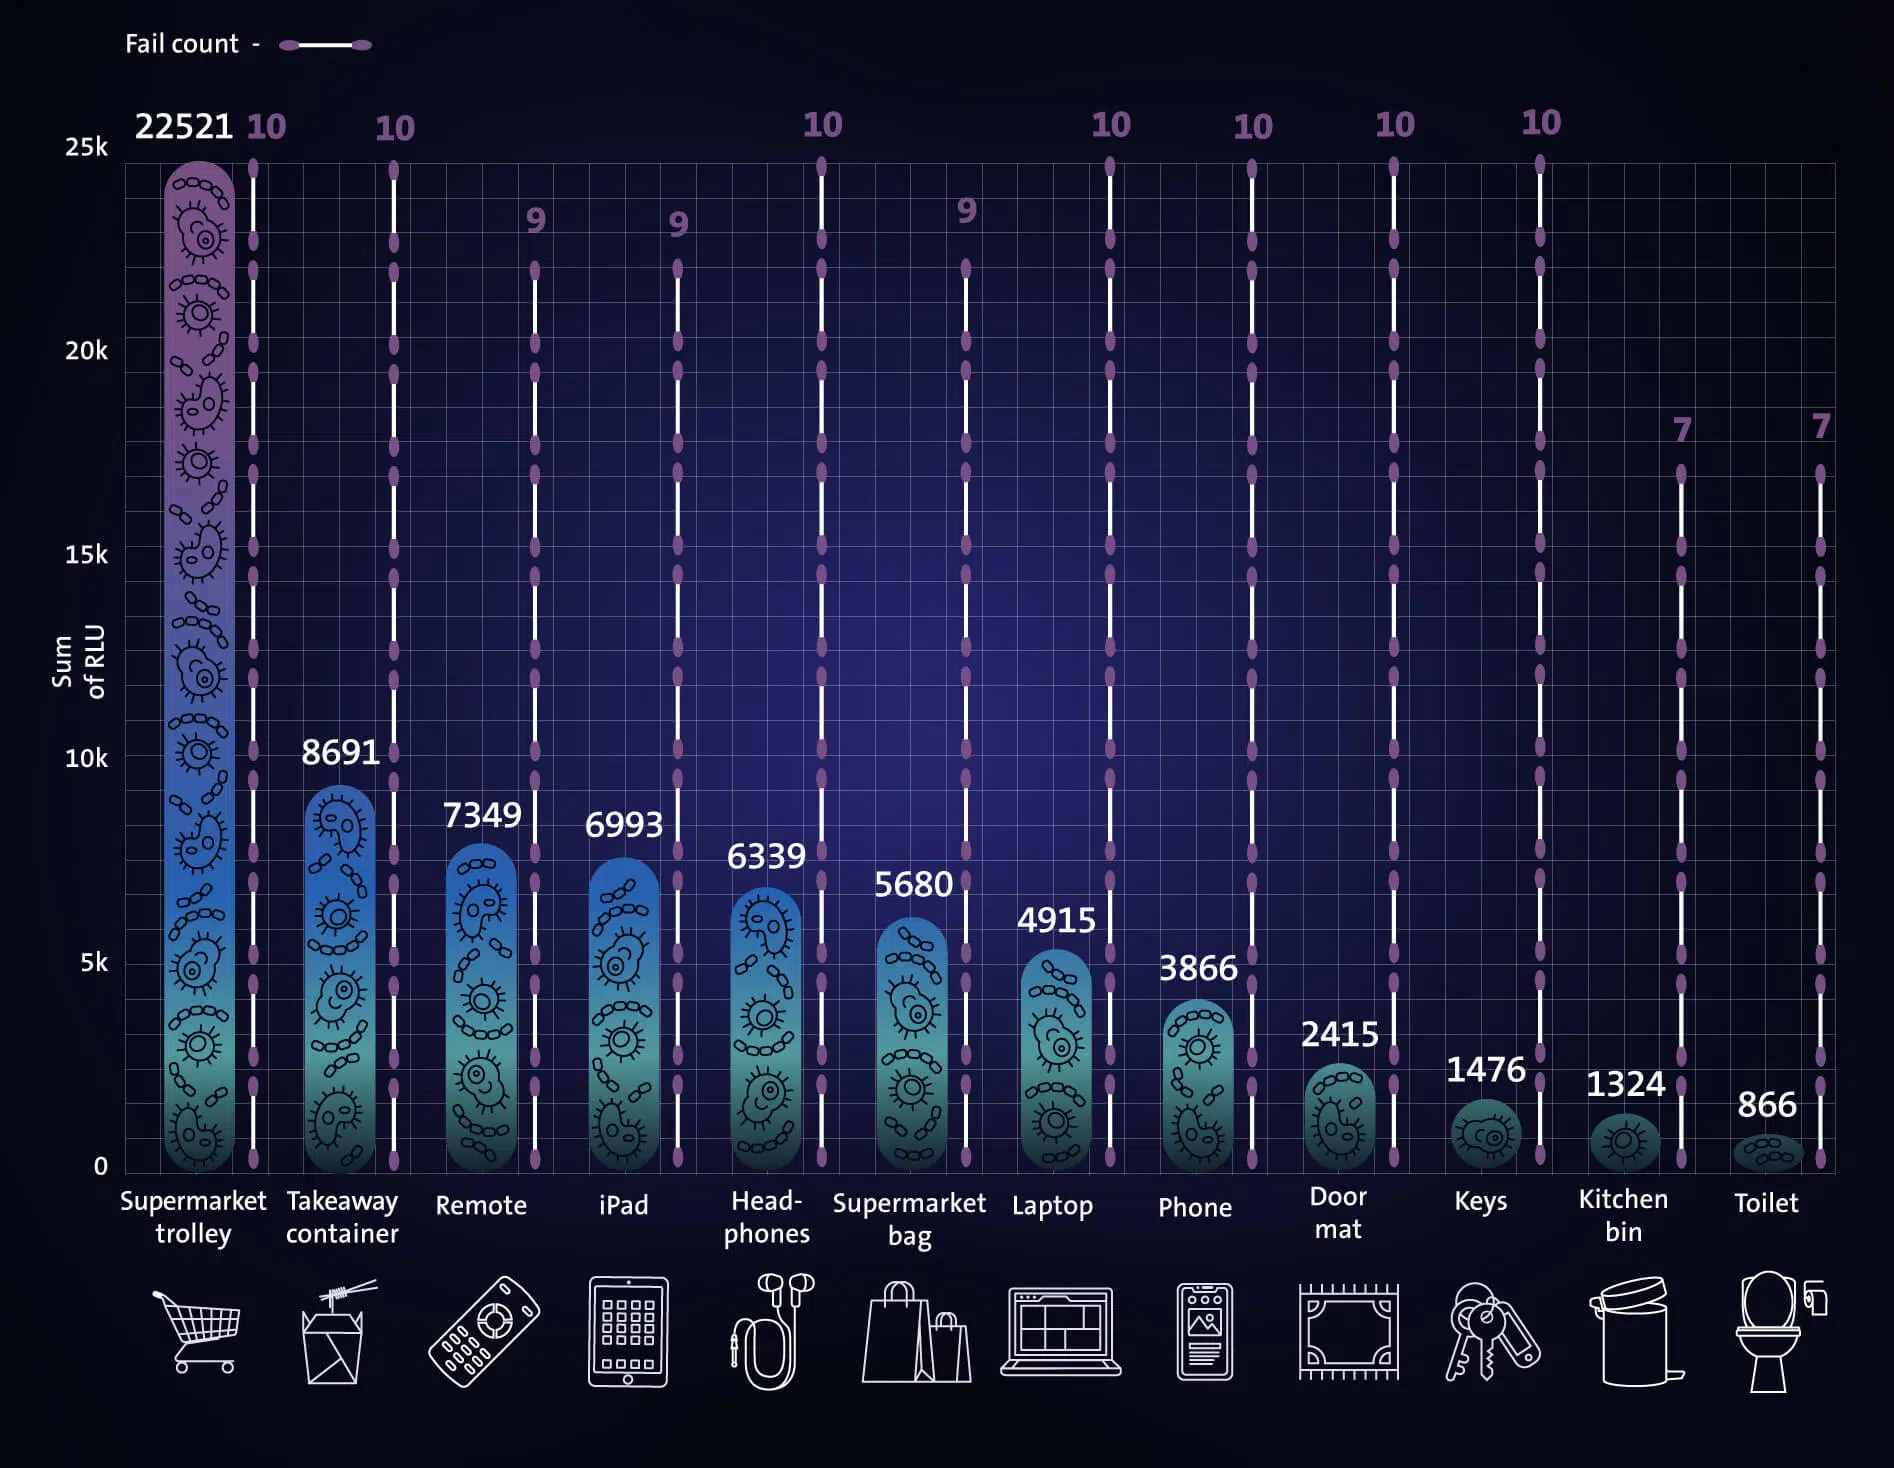 Fail count -
22521
10
10
10
10
10
10
10
25k
9
9
9
20k
7
7
15k
Sum
of RLU
10k
8691
7349
6993
6339
5680
4915
5k
3866
2415
1476
1324
866
0
Supermarket
trolley
Takeaway
container
Remote
iPad
Head-
phones
Supermarket
bag
Laptop
Phone
Door
mat
Keys
Kitchen
bin
Toilet